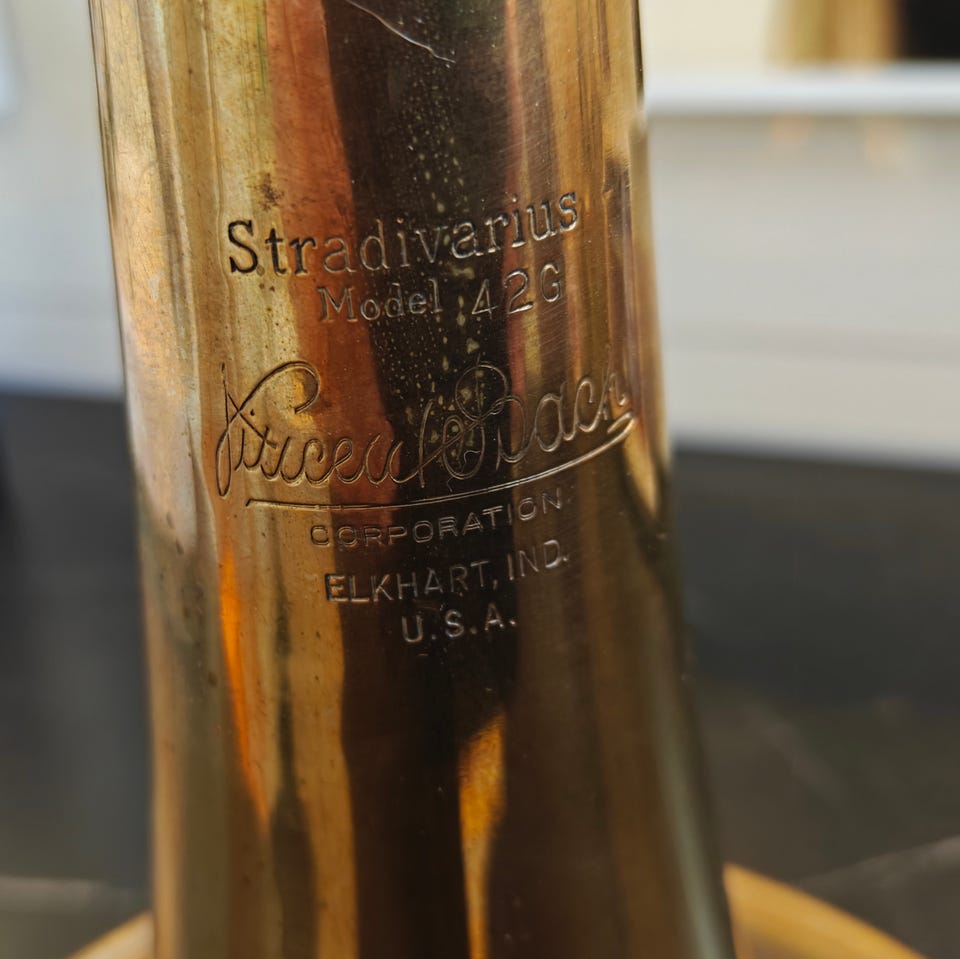 Stradivarius
Model 42G
Vincent Bach
CORPORATION
ELKHART, IND.
U.S.A.